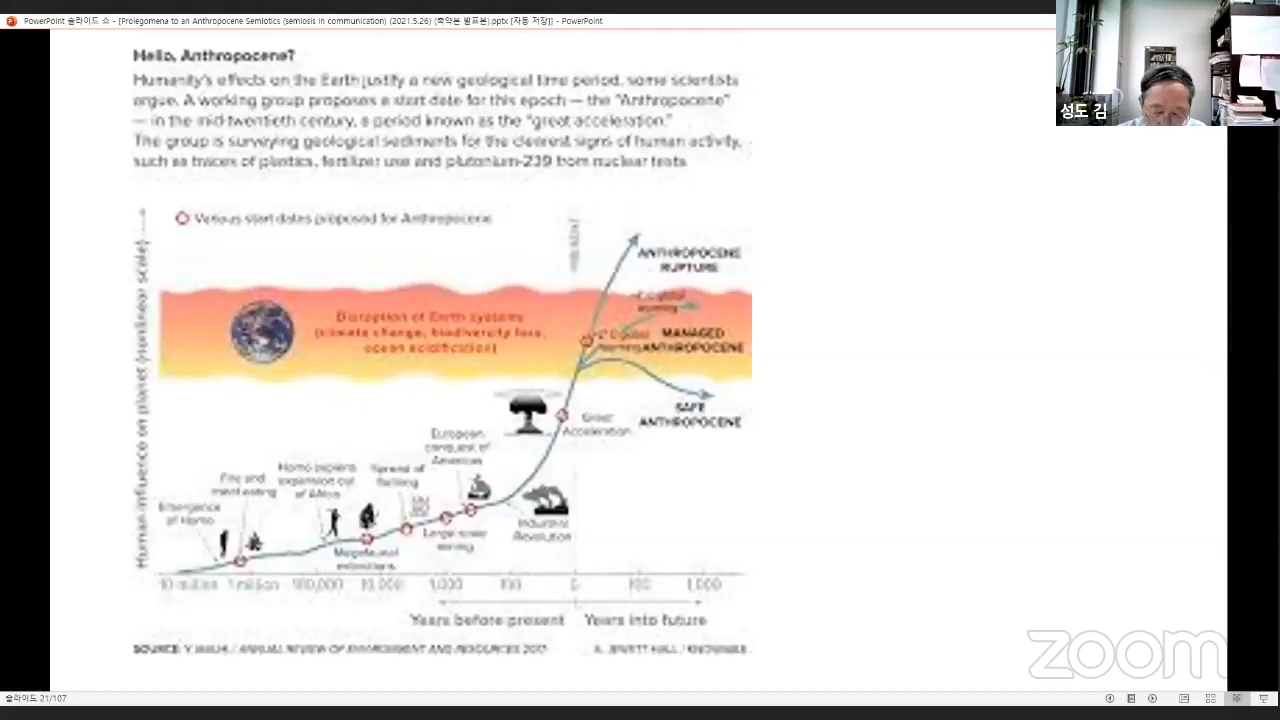 PowerPoint 슬라이드 쇼 - [Prolegomena to an Anthropocene Semiotics (semiosis in communication) (2021.5.26) (축약본 발표본).pptx [자동 저장]] - PowerPoint
성도 김
Hello, Anthropocene?
Humanity's effects on the Earth justify a new geological time period, some scientists
argue. A working group proposes a start date for this epoch — the "Anthropocene"
— in the mid-twentieth century, a period known as the "great acceleration."
The group is surveying geological sediments for the clearest signs of human activity,
such as traces of plastics, fertilizer use and plutonium-239 from nuclear tests.
Various start dates proposed for Anthropocene
PRESENT
Human influence on planet (nonlinear scale)
ANTHROPOCENE
RUPTURE
Disruption of Earth systems
(climate change, biodiversity loss,
ocean acidification)
MANAGED
ANTHROPOCENE
SAFE
ANTHROPOCENE
Great
Acceleration
European
conquest of
Americas
Homo sapiens
expansion out
of Africa
Spread of
farming
Fire and
meat eating
Emergence
of Homo
Megafaunal
extinctions
Large-scale
mining
Industrial
Revolution
10 million 1 million 100,000 10,000 1,000 100 0 100 1,000
Years before present Years into future
SOURCE: Y. / ANNUAL REVIEW OF ENVIRONMENT AND RESOURCES 2017
zoom
슬라이드 21/107